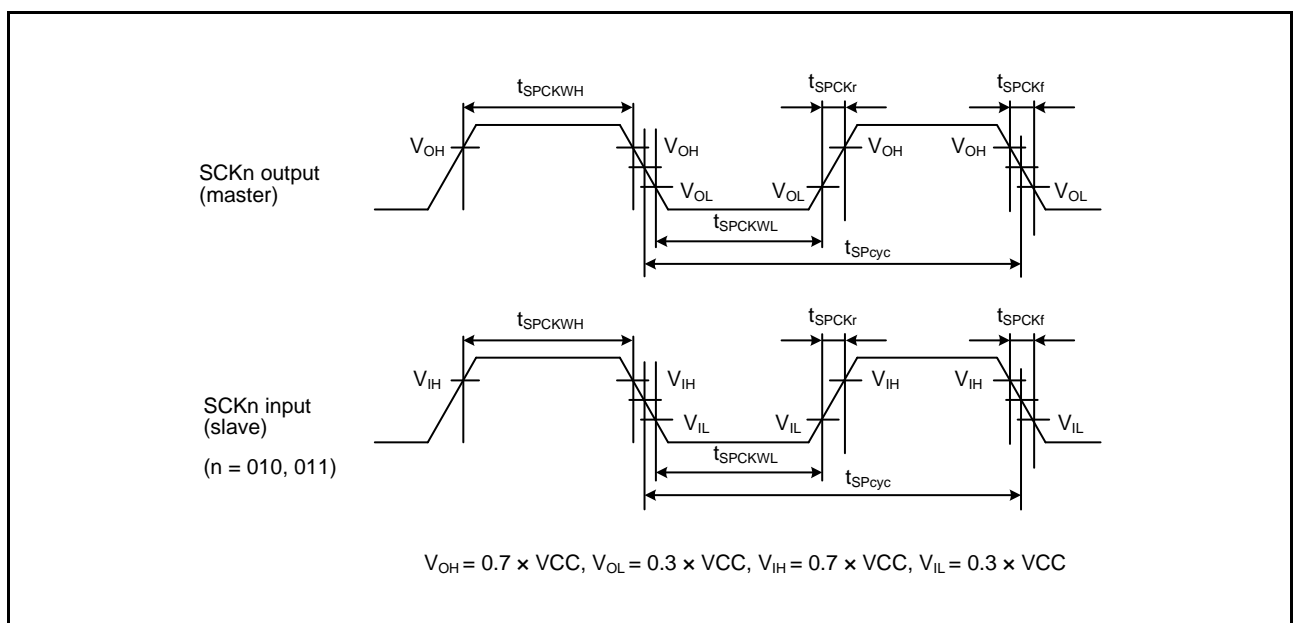 tSPCKWH
tSPCKr
tSPCKf
VOH
VOH
VOH
VOH
SCKn output
(master)
VOL
VOL
VOL
tSPCKWL
tSPcyc
tSPCKWH
tSPCKr
tSPCKf
VIH
VIH
VIH
VIH
SCKn input
(slave)
VIL
VIL
VIL
(n = 010, 011)
tSPCKWL
tSPcyc
VOH = 0.7 × VCC, VOL = 0.3 × VCC, VIH = 0.7 × VCC, VIL = 0.3 × VCC